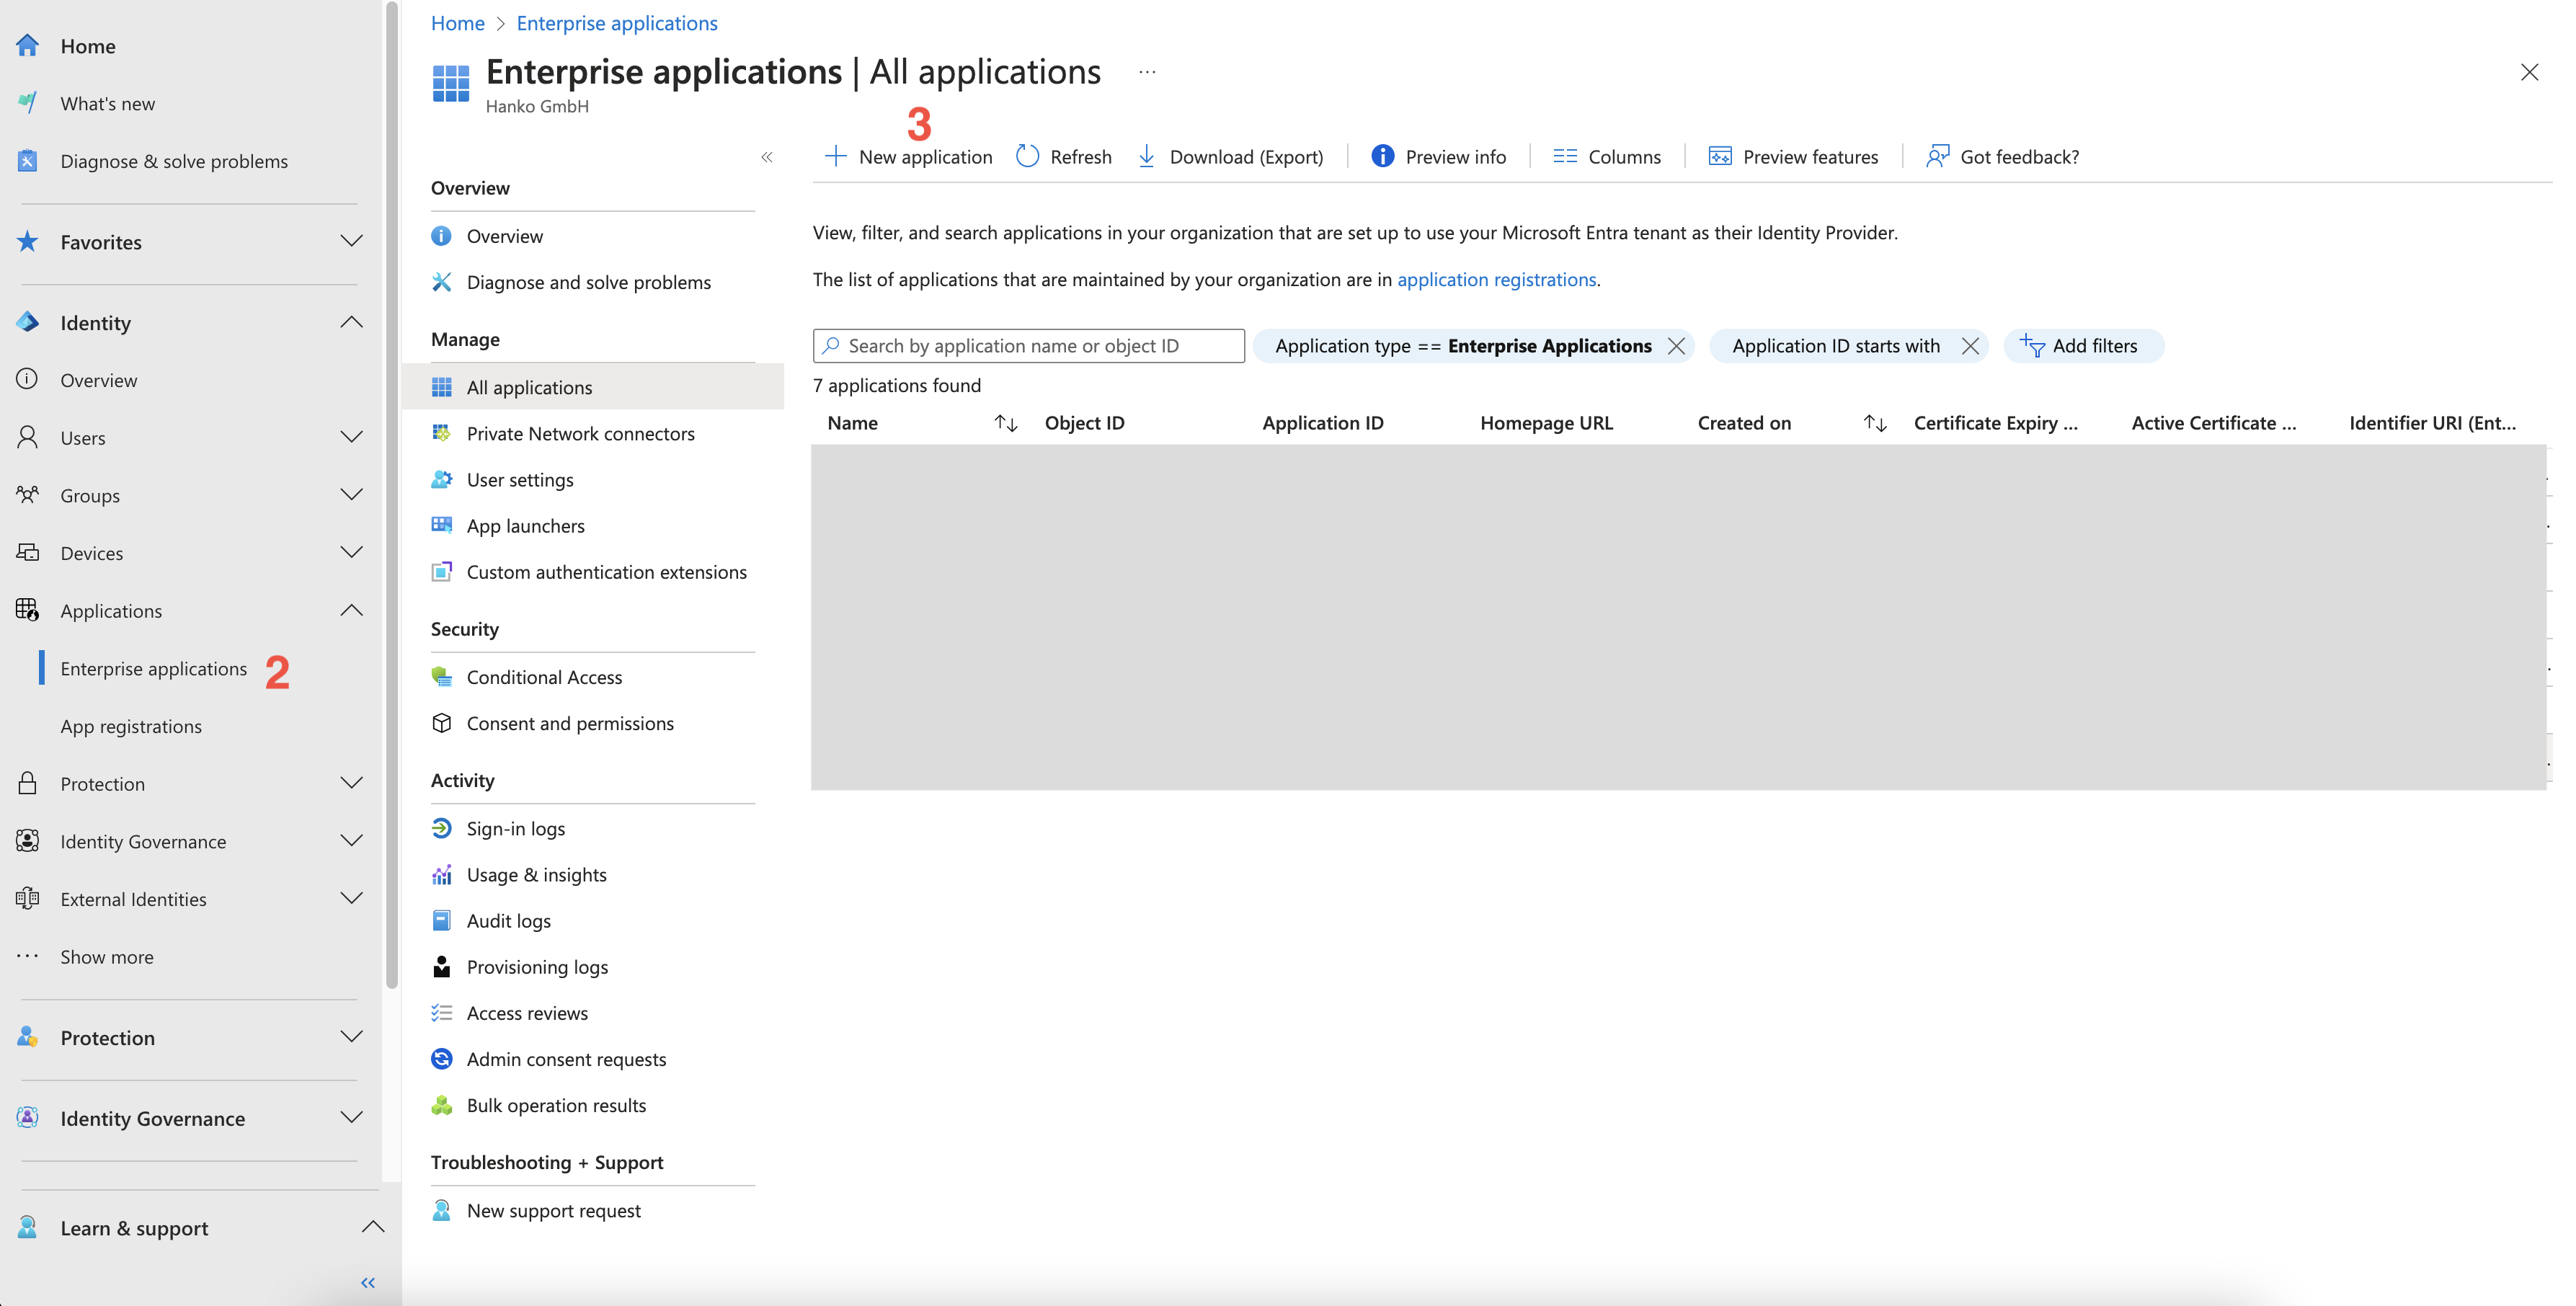 Home
What's new
Diagnose & solve problems
Favorites
Identity
Overview
Users
Groups
Devices
Applications
Enterprise applications 2
App registrations
Protection
Identity Governance
External Identities
Show more
Protection
Identity Governance
Learn & support
Home > Enterprise applications
Enterprise applications | All applications ...
Hanko GmbH
3
New application Refresh Download (Export) Preview info Columns Preview features Got feedback?
Overview
Overview
Diagnose and solve problems
Manage
All applications
Private Network connectors
User settings
App launchers
Custom authentication extensions
Security
Conditional Access
Consent and permissions
Activity
Sign-in logs
Usage & insights
Audit logs
Provisioning logs
Access reviews
Admin consent requests
Bulk operation results
Troubleshooting + Support
New support request
View, filter, and search applications in your organization that are set up to use your Microsoft Entra tenant as their Identity Provider.
The list of applications that are maintained by your organization are in application registrations.
Search by application name or object ID Application type == Enterprise Applications Application ID starts with Add filters
7 applications found
Name Object ID Application ID Homepage URL Created on Certificate Expiry ... Active Certificate ... Identifier URI (Ent...